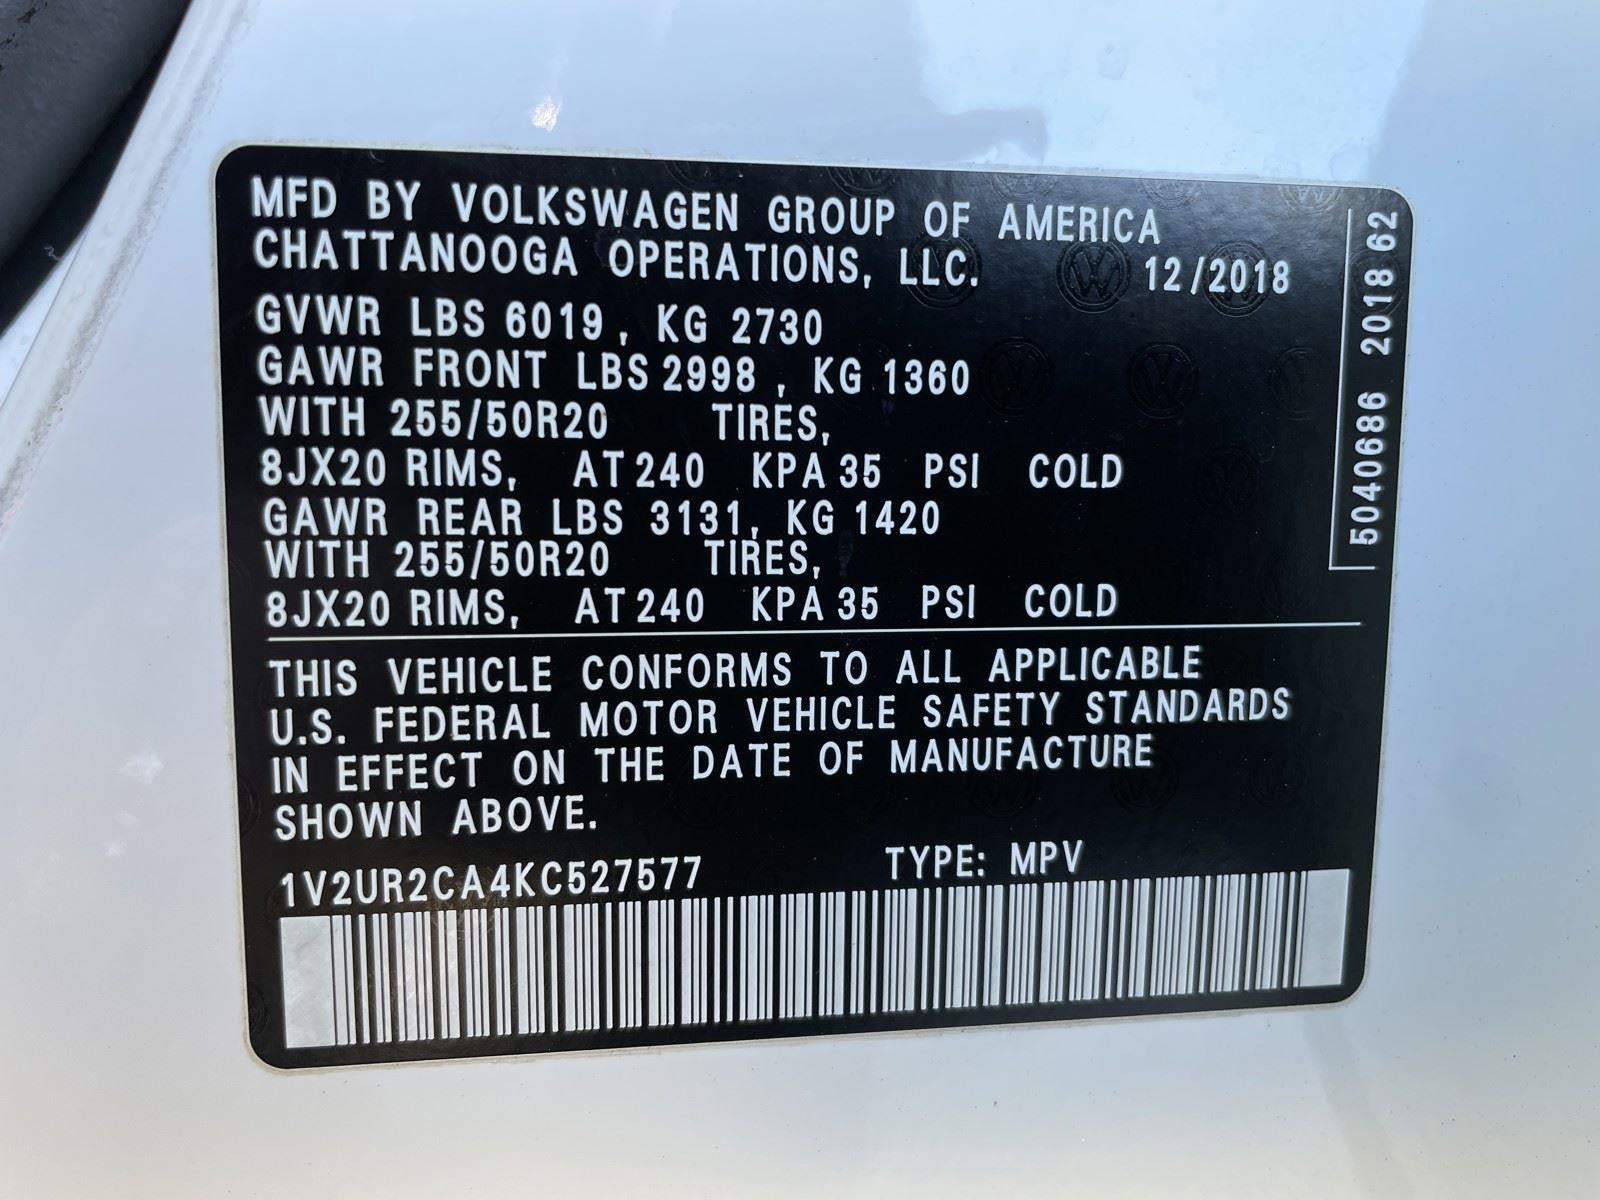 MFD BY VOLKSWAGEN GROUP OF AMERICA
CHATTANOOGA OPERATIONS, LLC. 12/2018
GVWR LBS 6019, KG 2730
GAWR FRONT LBS 2998, KG 1360
WITH 255/50R20 TIRES,
8JX20 RIMS, AT 240 KPA 35 PSI COLD
GAWR REAR LBS 3131, KG 1420
WITH 255/50R20 TIRES,
8JX20 RIMS, AT 240 KPA 35 PSI COLD
THIS VEHICLE CONFORMS TO ALL APPLICABLE
U.S. FEDERAL MOTOR VEHICLE SAFETY STANDARDS
IN EFFECT ON THE DATE OF MANUFACTURE
SHOWN ABOVE.
1V2UR2CA4KC527577 TYPE: MPV
5040686 2018 62